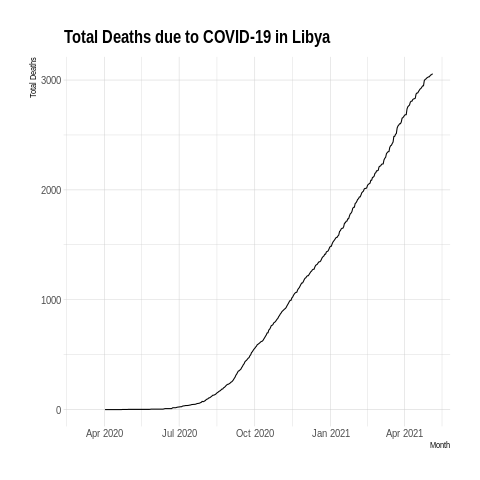 Total Deaths due to COVID-19 in Libya
Total Deaths
3000
2000
1000
0
Apr 2020 Jul 2020 Oct 2020 Jan 2021 Apr 2021
Month